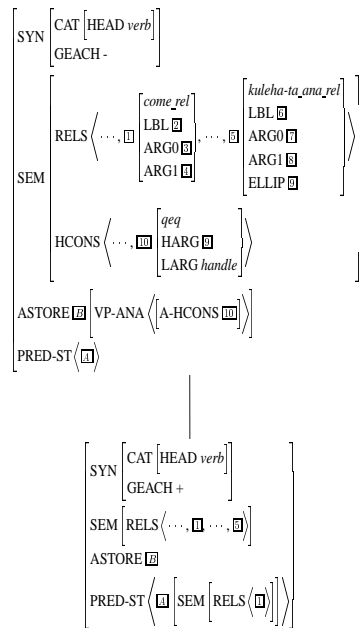 SYN [CAT [HEAD verb]
GEACH -]
SEM
RELS ⟨ ⋯, 1 [come_rel
LBL 2
ARG0 3
ARG1 4], ⋯, 5 [kuleha-ta_ana_rel
LBL 6
ARG0 7
ARG1 8
ELLIP 9] ⟩
HCONS ⟨ ⋯, 10 [qeq
HARG 9
LARG handle] ⟩
ASTORE B [VP-ANA ⟨[A-HCONS 10]⟩]
PRED-ST ⟨A⟩
SYN [CAT [HEAD verb]
GEACH +]
SEM [RELS ⟨ ⋯, 1, ⋯, 5 ⟩]
ASTORE B
PRED-ST ⟨ A [SEM [RELS ⟨1⟩]] ⟩